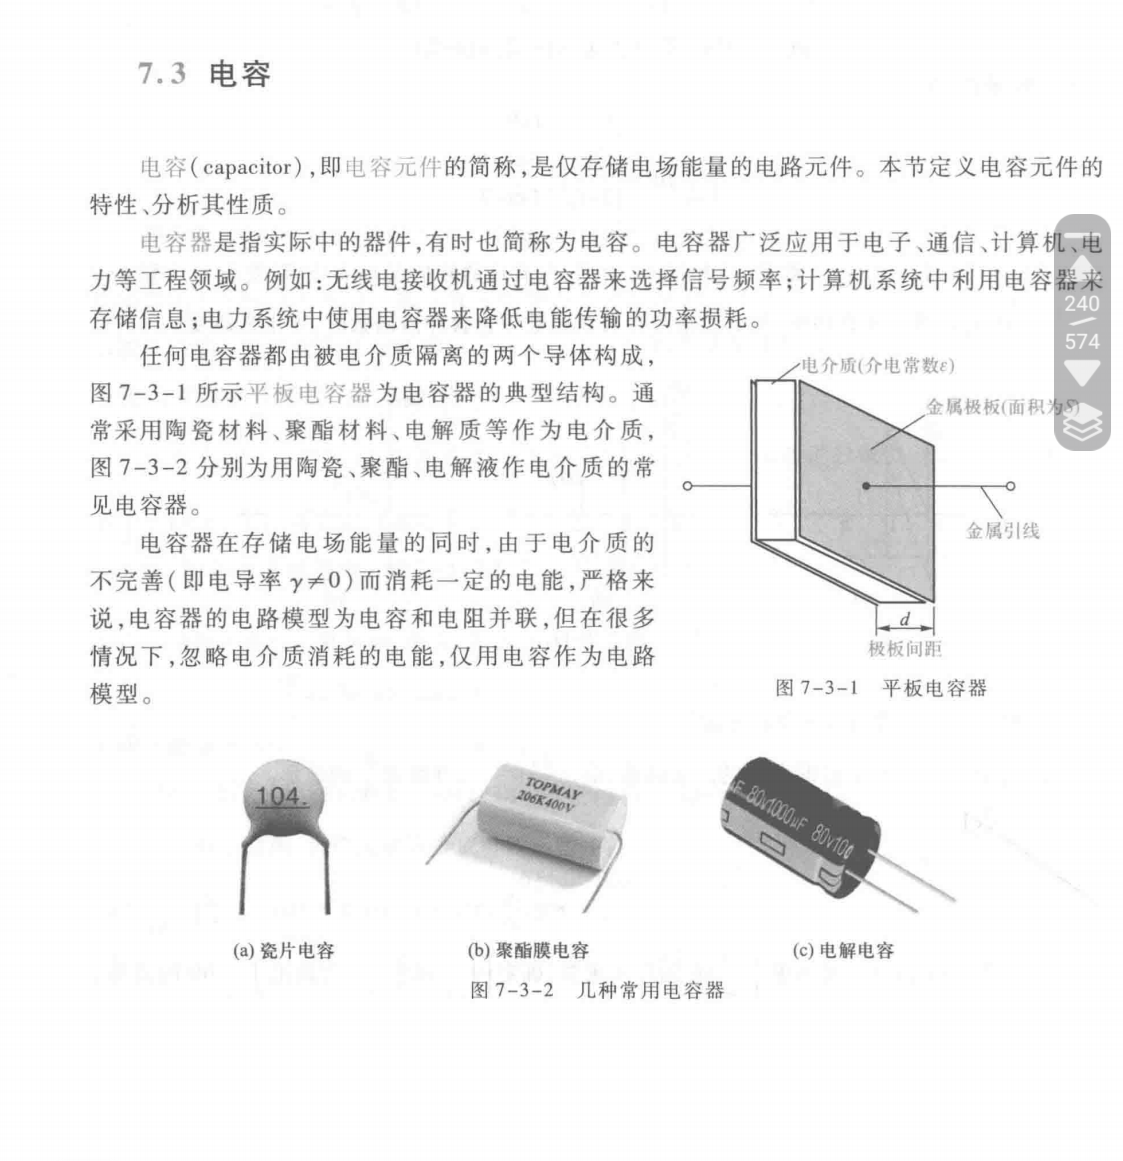 7.3 电容
电容(capacitor),即电容元件的简称,是仅存储电场能量的电路元件。本节定义电容元件的
特性、分析其性质。
电容器是指实际中的器件,有时也简称为电容。电容器广泛应用于电子、通信、计算机、电
力等工程领域。例如:无线电接收机通过电容器来选择信号频率;计算机系统中利用电容器来
存储信息;电力系统中使用电容器来降低电能传输的功率损耗。
任何电容器都由被电介质隔离的两个导体构成,
图 7-3-1 所示平板电容器为电容器的典型结构。通
常采用陶瓷材料、聚酯材料、电解质等作为电介质,
图 7-3-2 分别为用陶瓷、聚酯、电解液作电介质的常
见电容器。
电容器在存储电场能量的同时,由于电介质的
不完善(即电导率 γ≠0)而消耗一定的电能,严格来
说,电容器的电路模型为电容和电阻并联,但在很多
情况下,忽略电介质消耗的电能,仅用电容作为电路
模型。
电介质(介电常数ε)
金属极板(面积为S)
金属引线
d
极板间距
图 7-3-1 平板电容器
240
574
104.
TOPMAY
206K400V
μF 80v1000μF 80v100
(a) 瓷片电容
(b) 聚酯膜电容
(c) 电解电容
图 7-3-2 几种常用电容器